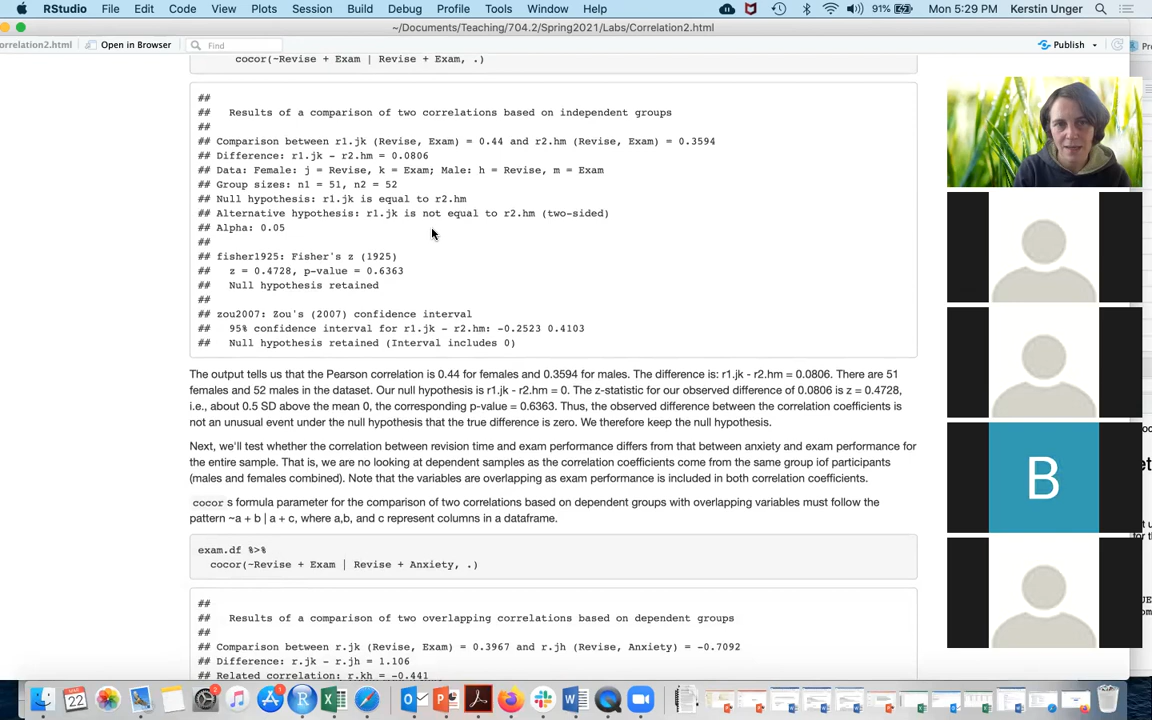 RStudio File Edit Code View Plots Session Build Debug Profile Tools Window Help 91% Mon 5:29 PM Kerstin Unger
~/Documents/Teaching/704.2/Spring2021/Labs/Correlation2.html
orrelation2.html Open in Browser Find Publish
cocor(~Revise + Exam | Revise + Exam, .)
##
## Results of a comparison of two correlations based on independent groups
##
## Comparison between r1.jk (Revise, Exam) = 0.44 and r2.hm (Revise, Exam) = 0.3594
## Difference: r1.jk - r2.hm = 0.0806
## Data: Female: j = Revise, k = Exam; Male: h = Revise, m = Exam
## Group sizes: n1 = 51, n2 = 52
## Null hypothesis: r1.jk is equal to r2.hm
## Alternative hypothesis: r1.jk is not equal to r2.hm (two-sided)
## Alpha: 0.05
##
## fisher1925: Fisher's z (1925)
## z = 0.4728, p-value = 0.6363
## Null hypothesis retained
##
## zou2007: Zou's (2007) confidence interval
## 95% confidence interval for r1.jk - r2.hm: -0.2523 0.4103
## Null hypothesis retained (Interval includes 0)
The output tells us that the Pearson correlation is 0.44 for females and 0.3594 for males. The difference is: r1.jk - r2.hm = 0.0806. There are 51
females and 52 males in the dataset. Our null hypothesis is r1.jk - r2.hm = 0. The z-statistic for our observed difference of 0.0806 is z = 0.4728,
i.e., about 0.5 SD above the mean 0, the corresponding p-value = 0.6363. Thus, the observed difference between the correlation coefficients is
not an unusual event under the null hypothesis that the true difference is zero. We therefore keep the null hypothesis.
Next, we'll test whether the correlation between revision time and exam performance differs from that between anxiety and exam performance for
the entire sample. That is, we are no looking at dependent samples as the correlation coefficients come from the same group iof participants
(males and females combined). Note that the variables are overlapping as exam performance is included in both correlation coefficients.
cocor s formula parameter for the comparison of two correlations based on dependent groups with overlapping variables must follow the
pattern ~a + b | a + c, where a,b, and c represent columns in a dataframe.
exam.df %>%
cocor(~Revise + Exam | Revise + Anxiety, .)
##
## Results of a comparison of two overlapping correlations based on dependent groups
##
## Comparison between r.jk (Revise, Exam) = 0.3967 and r.jh (Revise, Anxiety) = -0.7092
## Difference: r.jk - r.jh = 1.106
## Related correlation: r.kh = -0.441
B
22